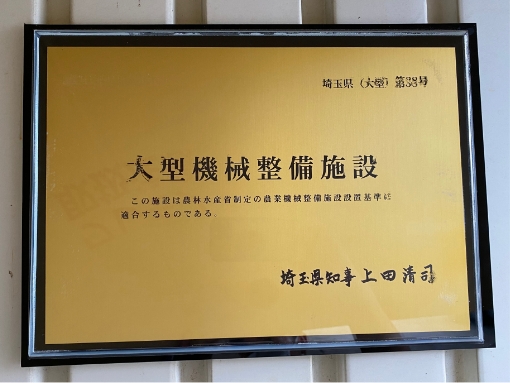 埼玉県(大型)第38号
大型機械整備施設
この施設は農林水産省制定の農業機械整備施設設置基準に
適合するものである。
埼玉県知事 上田清司